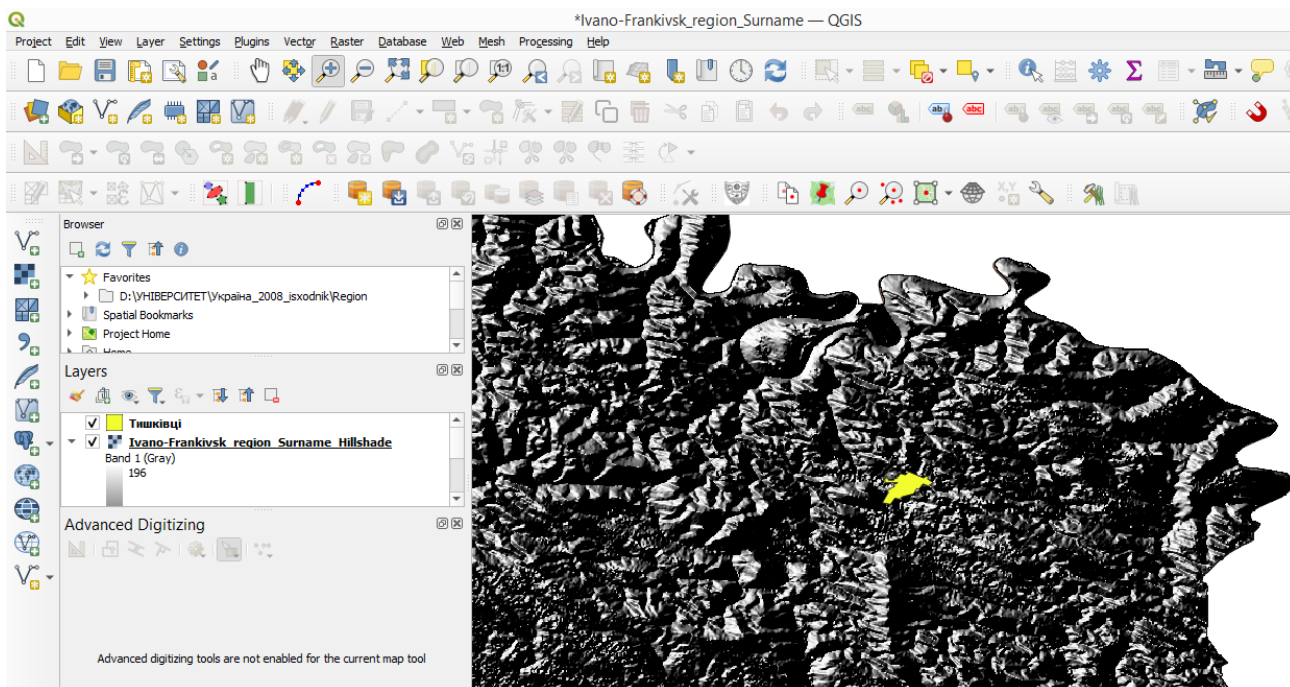 *Ivano-Frankivsk_region_Surname — QGIS
Project Edit View Layer Settings Plugins Vector Raster Database Web Mesh Processing Help
Browser
Favorites
D:\УНІВЕРСИТЕТ\Україна_2008_isxodnik\Region
Spatial Bookmarks
Project Home
Home
Layers
Тишківці
Ivano-Frankivsk_region_Surname_Hillshade
Band 1 (Gray)
196
Advanced Digitizing
Advanced digitizing tools are not enabled for the current map tool